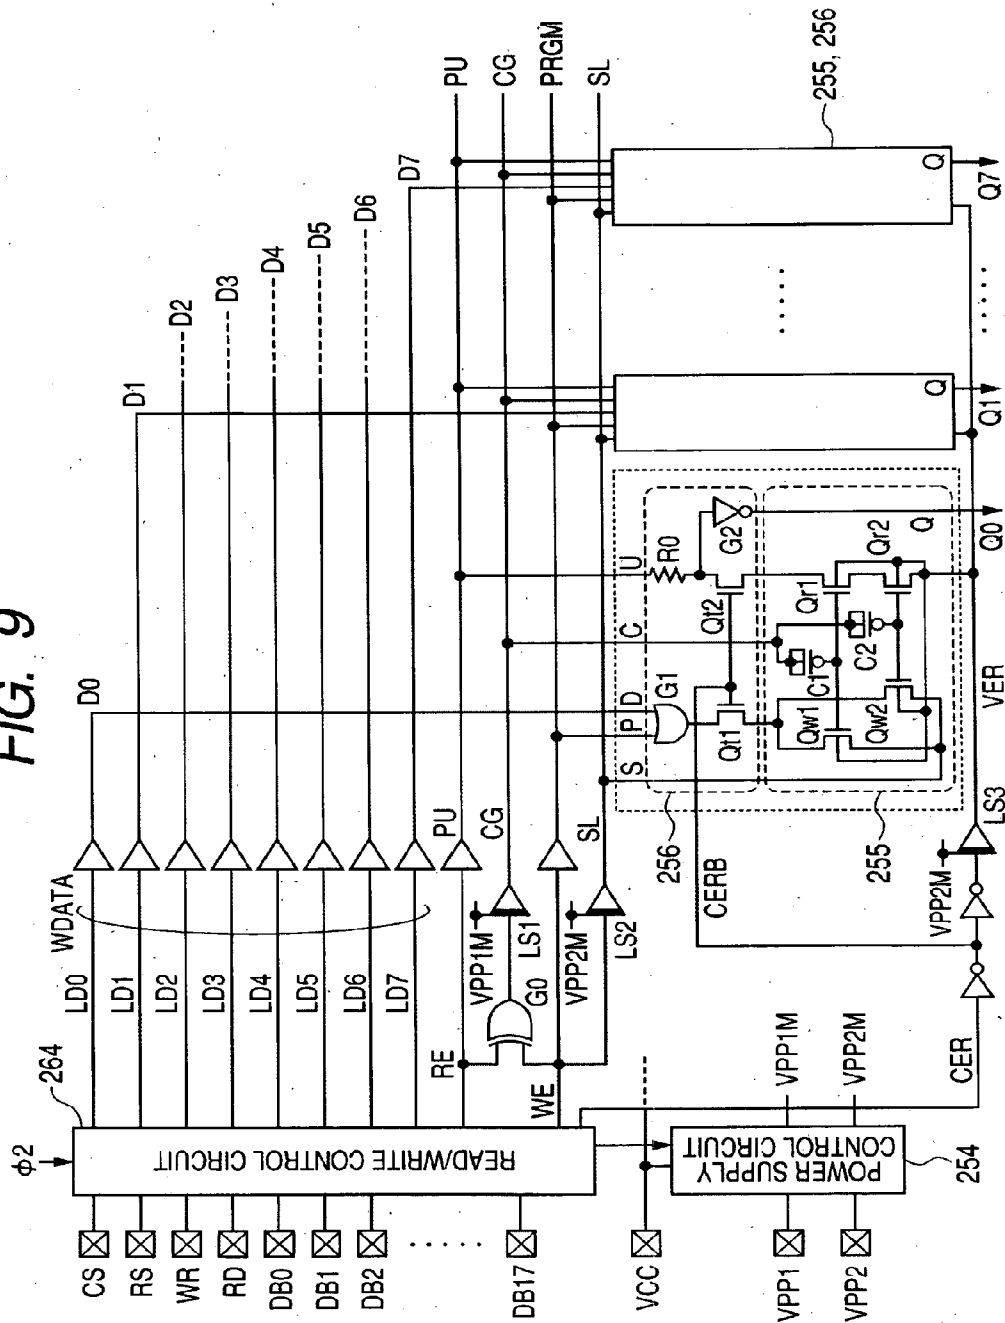 FIG. 9
φ2
264
READ/WRITE CONTROL CIRCUIT
CS
RS
WR
RD
DB0
DB1
DB2
DB17
VCC
VPP1
VPP2
POWER SUPPLY
CONTROL CIRCUIT
254
VPP1M
VPP2M
WDATA
LD0
LD1
LD2
LD3
LD4
LD5
LD6
LD7
RE
WE
CER
G0
VPP1M
LS1
VPP2M
LS2
PU
CG
SL
D0
D1
D2
D3
D4
D5
D6
D7
PU
CG
PRGM
SL
CERB
256
255
S
P
D
C
U
G1
Qt1
Qt2
R0
G2
Qw1
Qw2
C1
C2
Qr1
Qr2
Q
VPP2M
LS3
VER
Q0
Q
Q1
Q
Q7
255, 256